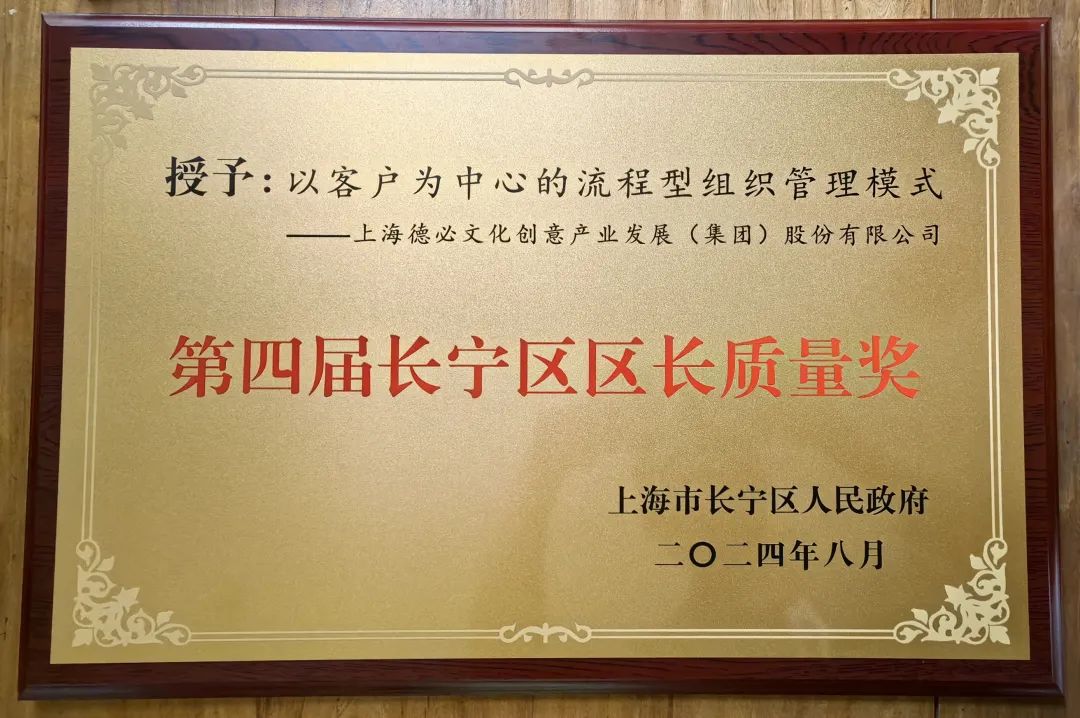 授予：以客户为中心的流程型组织管理模式
——上海德必文化创意产业发展（集团）股份有限公司
第四届长宁区区长质量奖
上海市长宁区人民政府
二〇二四年八月